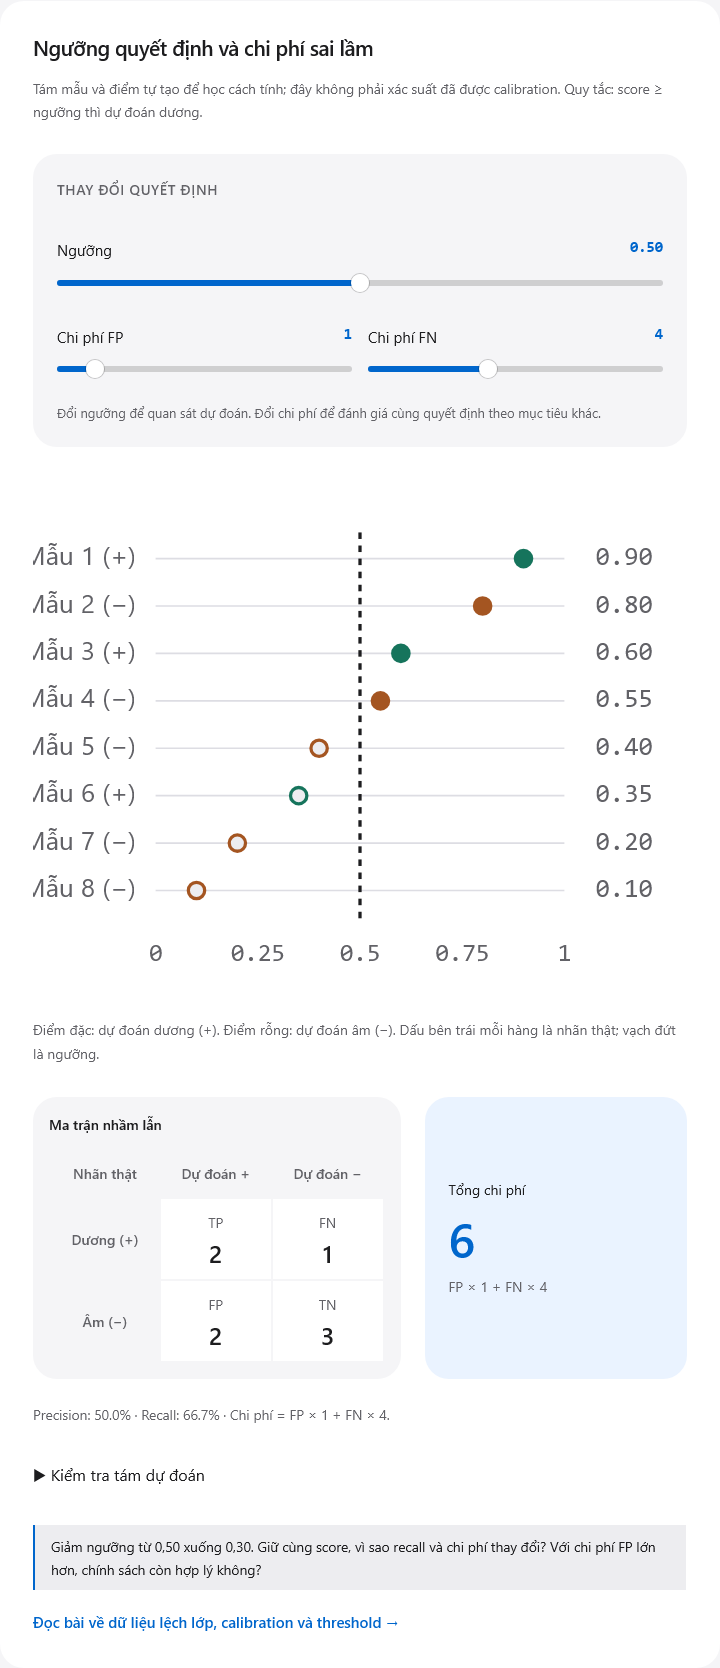 Ngưỡng quyết định và chi phí sai lầm
Tám mẫu và điểm tự tạo để học cách tính; đây không phải xác suất đã được calibration. Quy tắc: score ≥
ngưỡng thì dự đoán dương.
THAY ĐỔI QUYẾT ĐỊNH
Ngưỡng 0.50
Chi phí FP 1 Chi phí FN 4
Đổi ngưỡng để quan sát dự đoán. Đổi chi phí để đánh giá cùng quyết định theo mục tiêu khác.
Mẫu 1 (+) 0.90
Mẫu 2 (−) 0.80
Mẫu 3 (+) 0.60
Mẫu 4 (−) 0.55
Mẫu 5 (−) 0.40
Mẫu 6 (+) 0.35
Mẫu 7 (−) 0.20
Mẫu 8 (−) 0.10
0 0.25 0.5 0.75 1
Điểm đặc: dự đoán dương (+). Điểm rỗng: dự đoán âm (−). Dấu bên trái mỗi hàng là nhãn thật; vạch đứt
là ngưỡng.
Ma trận nhầm lẫn
Nhãn thật Dự đoán + Dự đoán −
Dương (+) TP 2 FN 1
Âm (−) FP 2 TN 3
Tổng chi phí
6
FP × 1 + FN × 4
Precision: 50.0% · Recall: 66.7% · Chi phí = FP × 1 + FN × 4.
▶ Kiểm tra tám dự đoán
Giảm ngưỡng từ 0,50 xuống 0,30. Giữ cùng score, vì sao recall và chi phí thay đổi? Với chi phí FP lớn
hơn, chính sách còn hợp lý không?
Đọc bài về dữ liệu lệch lớp, calibration và threshold →